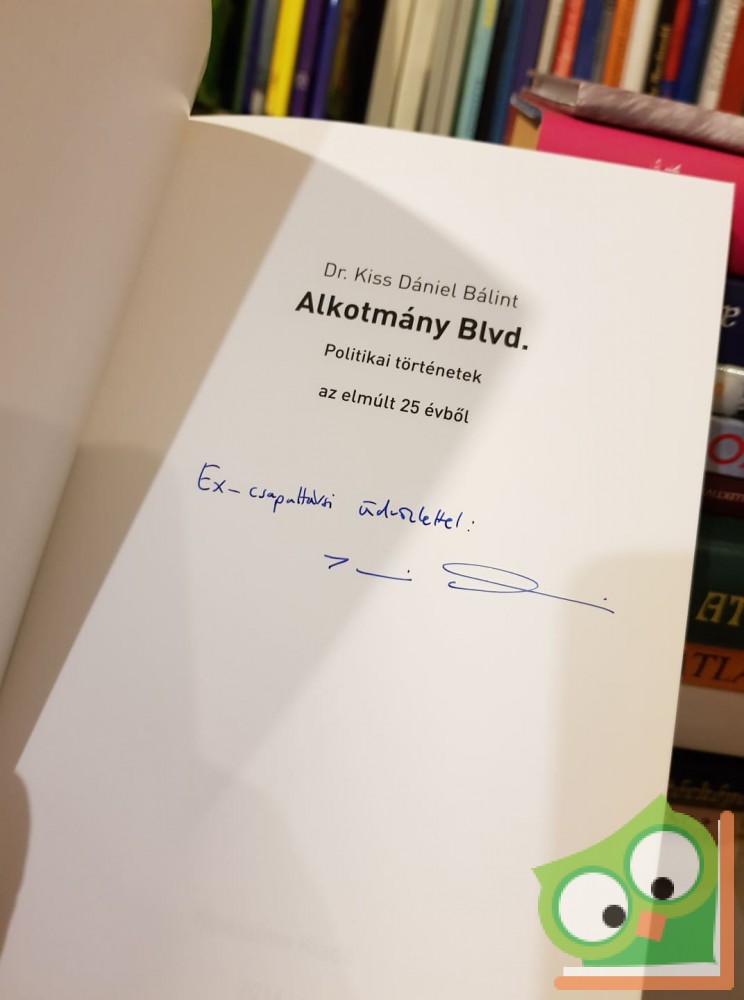 Dr. Kiss Dániel Bálint
Alkotmány Blvd.
Politikai történetek
az elmúlt 25 évből
Ex-csapattársi üdvözlettel: